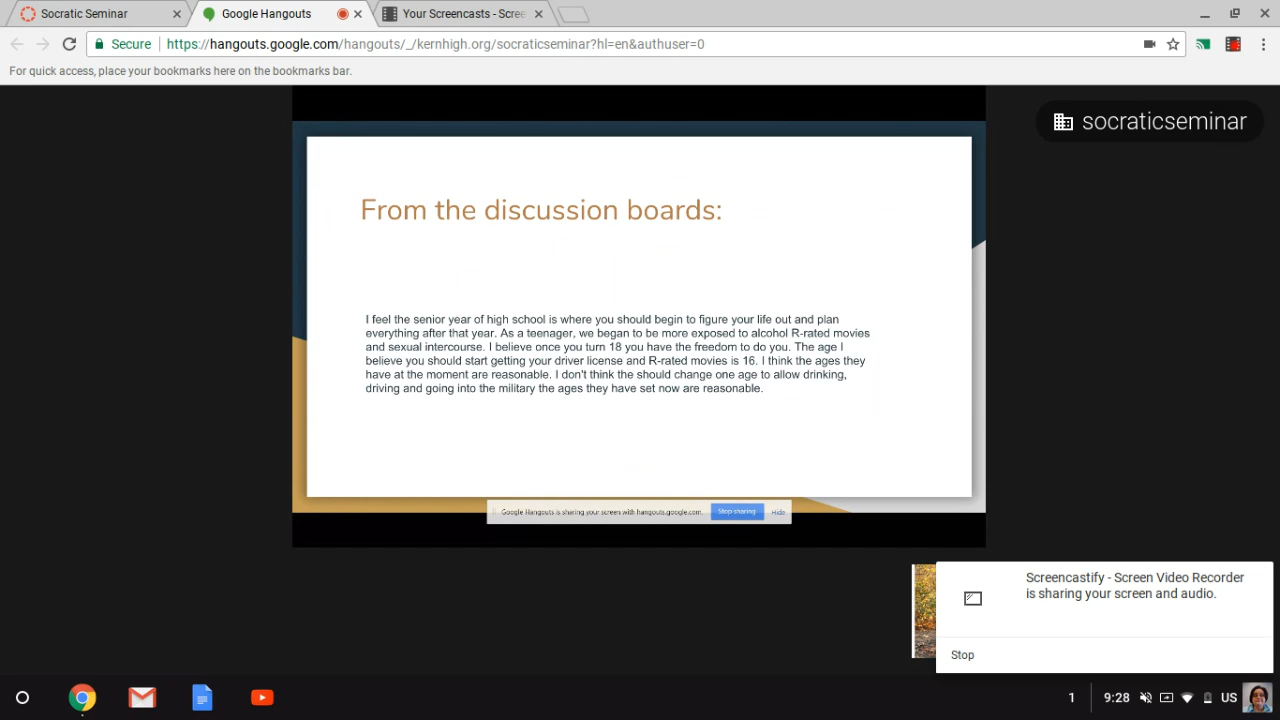 Socratic Seminar
Google Hangouts
Your Screencasts - Scree
Secure
https://hangouts.google.com/hangouts/_/kernhigh.org/socraticseminar?hl=en&authuser=0
For quick access, place your bookmarks here on the bookmarks bar.
socraticseminar
From the discussion boards:
I feel the senior year of high school is where you should begin to figure your life out and plan
everything after that year. As a teenager, we began to be more exposed to alcohol R-rated movies
and sexual intercourse. I believe once you turn 18 you have the freedom to do you. The age I
believe you should start getting your driver license and R-rated movies is 16. I think the ages they
have at the moment are reasonable. I don't think the should change one age to allow drinking,
driving and going into the military the ages they have set now are reasonable.
Google Hangouts is sharing your screen with hangouts.google.com.
Stop sharing
Hide
Screencastify - Screen Video Recorder
is sharing your screen and audio.
Stop
1
9:28
US